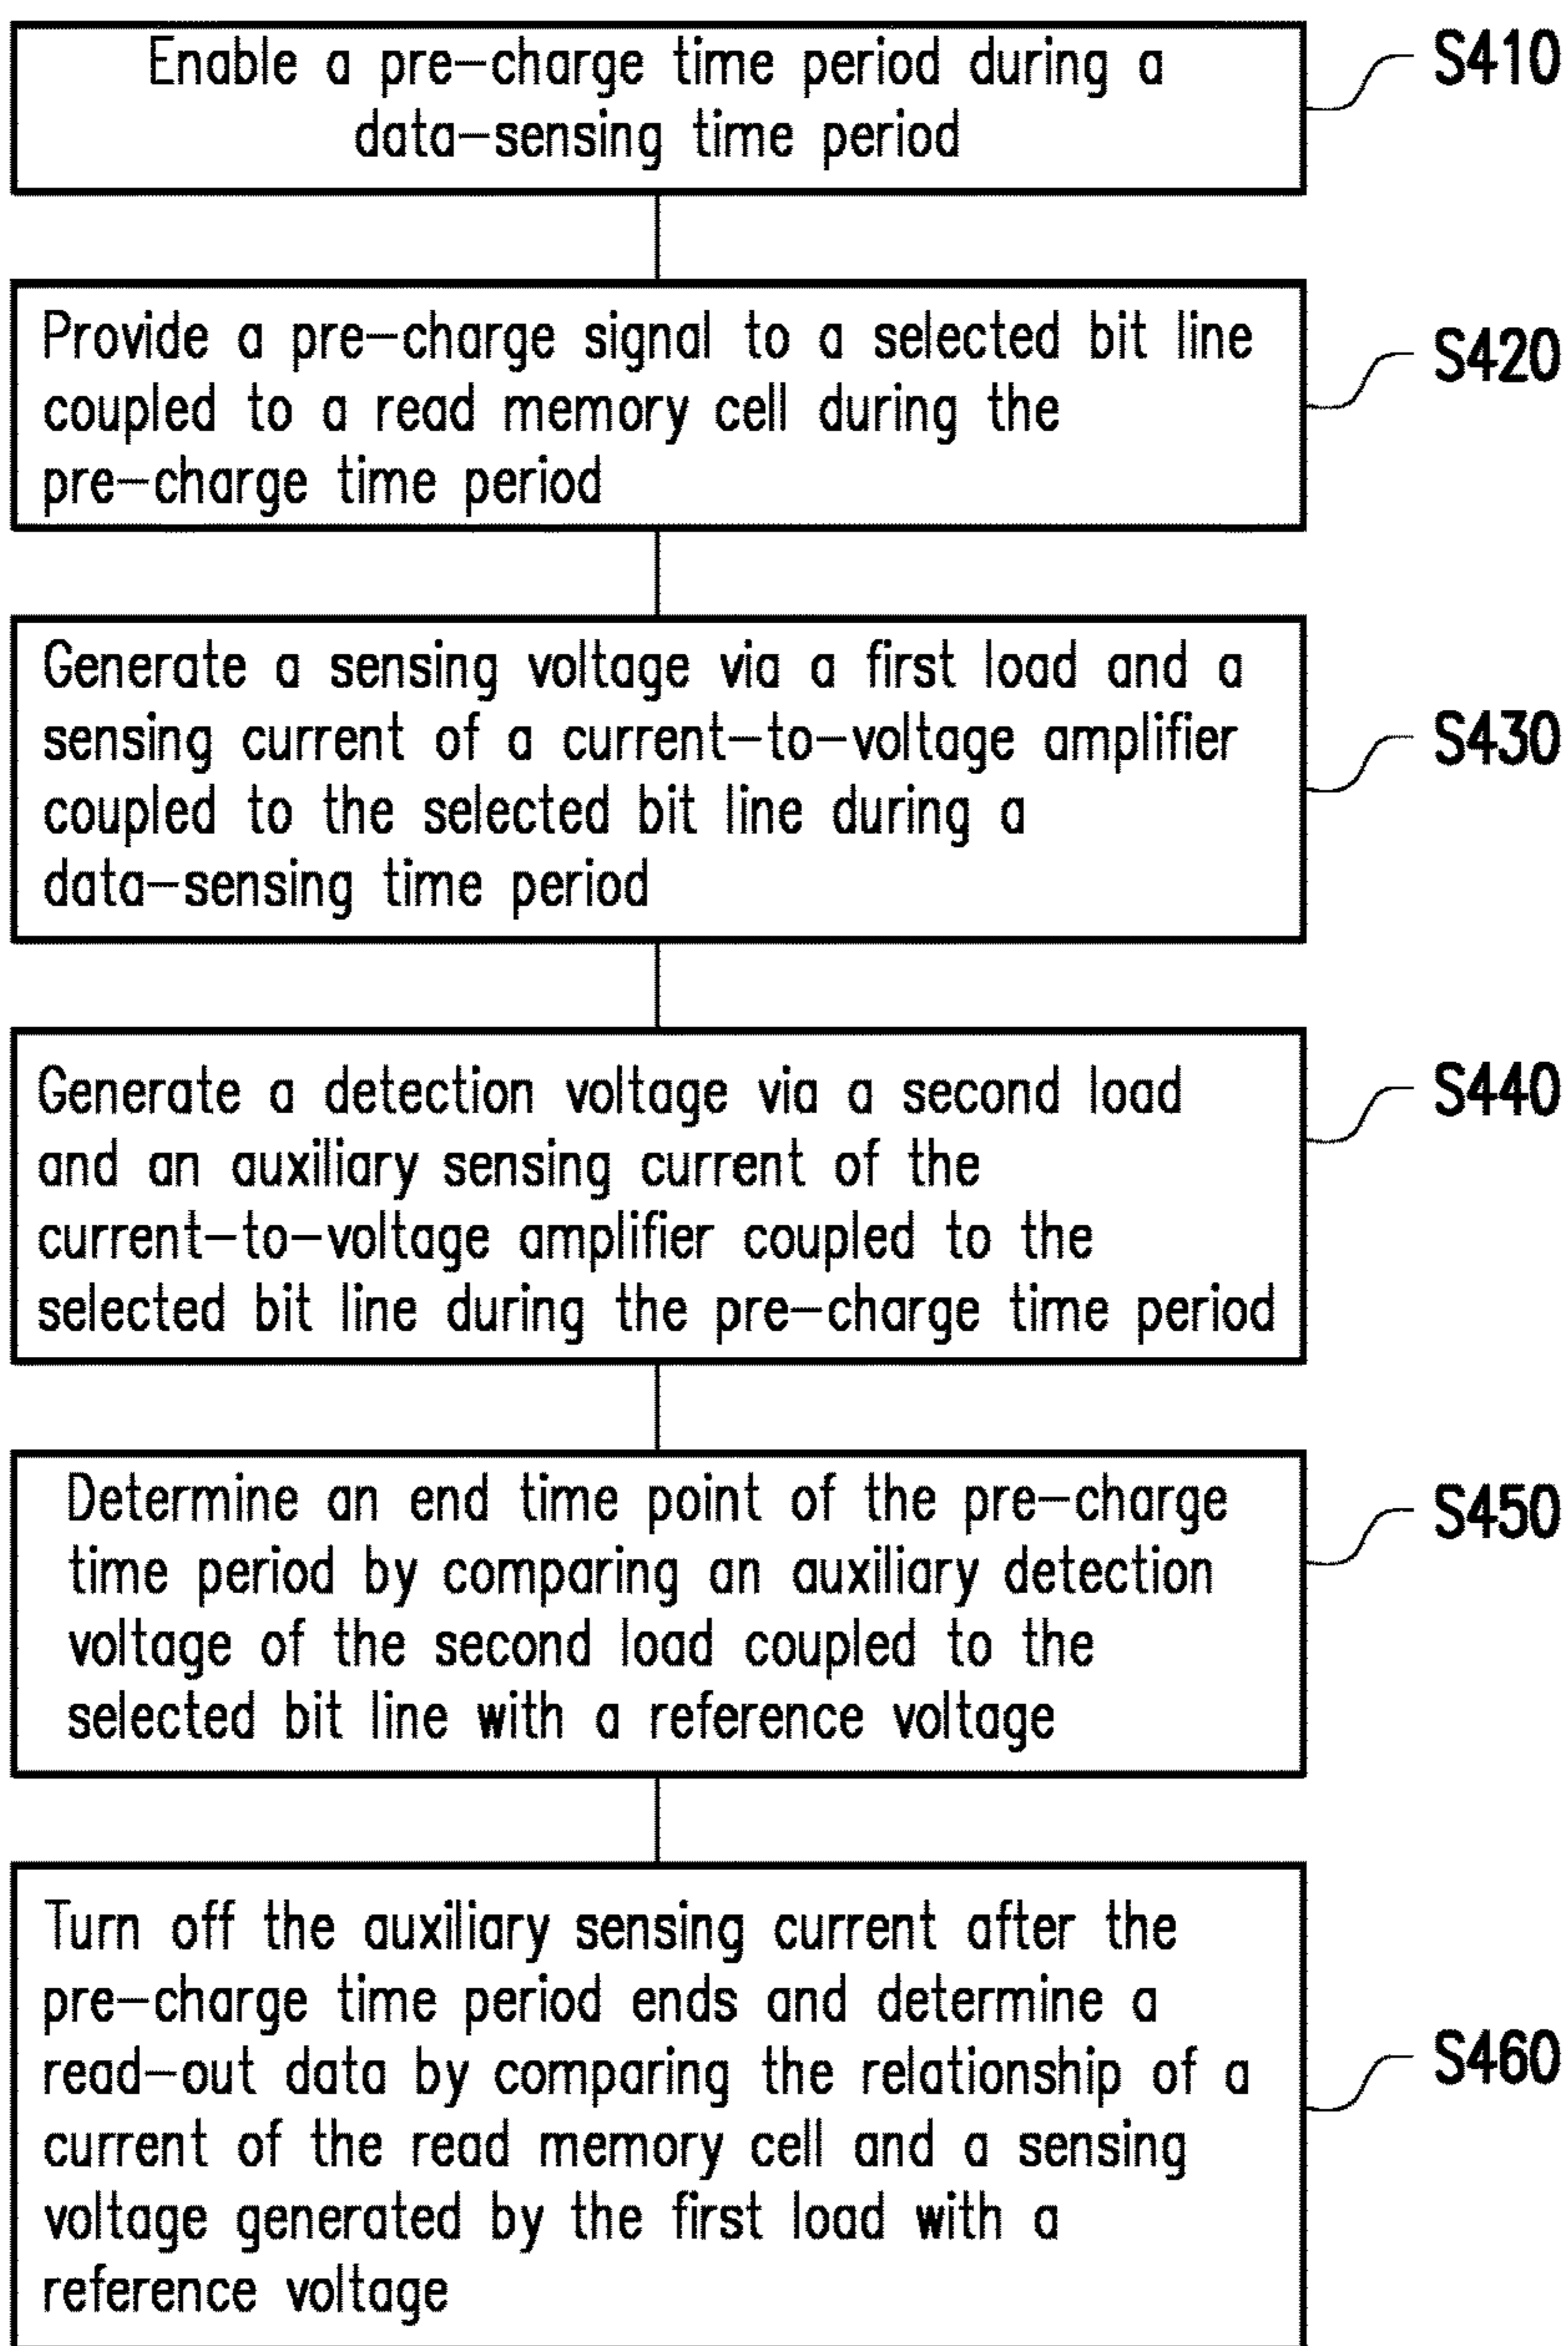 Enable a pre-charge time period during a
data-sensing time period
S410
Provide a pre-charge signal to a selected bit line
coupled to a read memory cell during the
pre-charge time period
S420
Generate a sensing voltage via a first load and a
sensing current of a current-to-voltage amplifier
coupled to the selected bit line during a
data-sensing time period
S430
Generate a detection voltage via a second load
and an auxiliary sensing current of the
current-to-voltage amplifier coupled to the
selected bit line during the pre-charge time period
S440
Determine an end time point of the pre-charge
time period by comparing an auxiliary detection
voltage of the second load coupled to the
selected bit line with a reference voltage
S450
Turn off the auxiliary sensing current after the
pre-charge time period ends and determine a
read-out data by comparing the relationship of a
current of the read memory cell and a sensing
voltage generated by the first load with a
reference voltage
S460